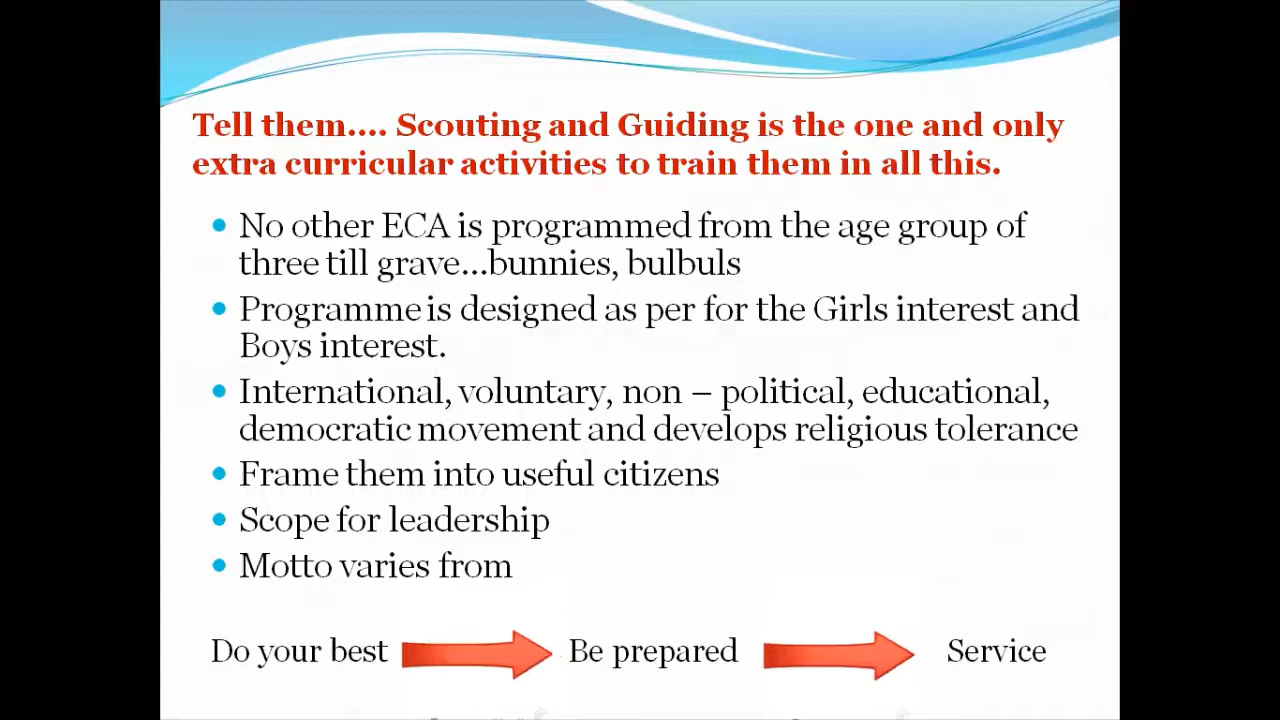 Tell them.... Scouting and Guiding is the one and only
extra curricular activities to train them in all this.
• No other ECA is programmed from the age group of
three till grave...bunnies, bulbuls
• Programme is designed as per for the Girls interest and
Boys interest.
• International, voluntary, non – political, educational,
democratic movement and develops religious tolerance
• Frame them into useful citizens
• Scope for leadership
• Motto varies from
Do your best Be prepared Service